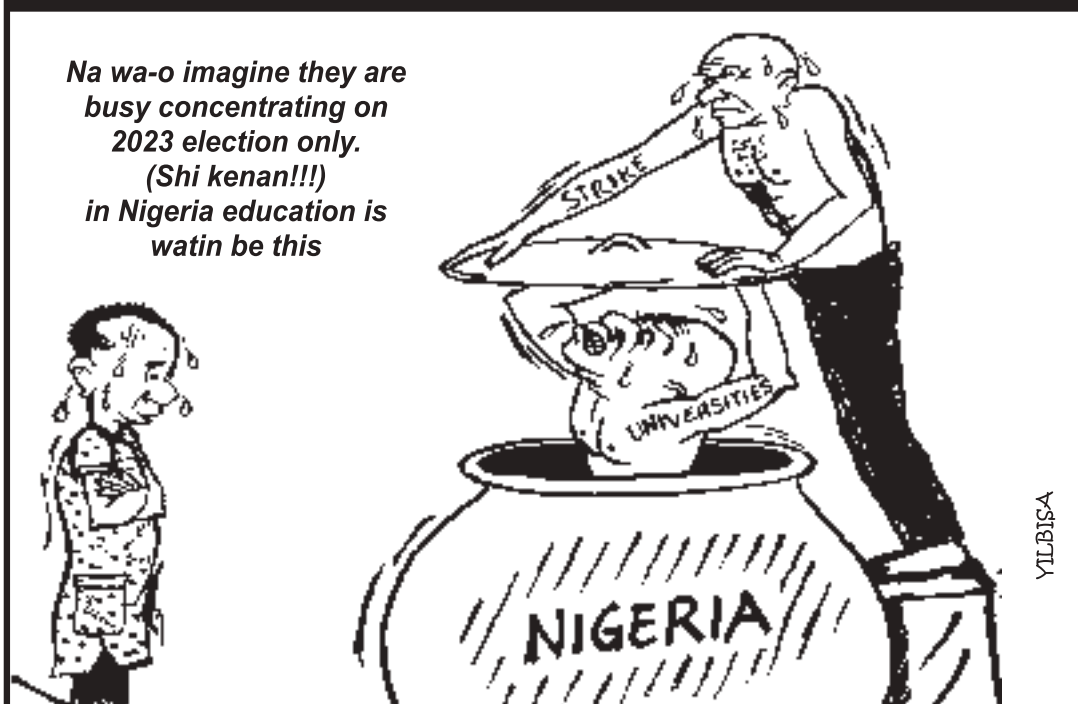 Na wa-o imagine they are
busy concentrating on
2023 election only.
(Shi kenan!!!)
in Nigeria education is
watin be this
STRIKE
UNIVERSITIES
NIGERIA
YILBISA